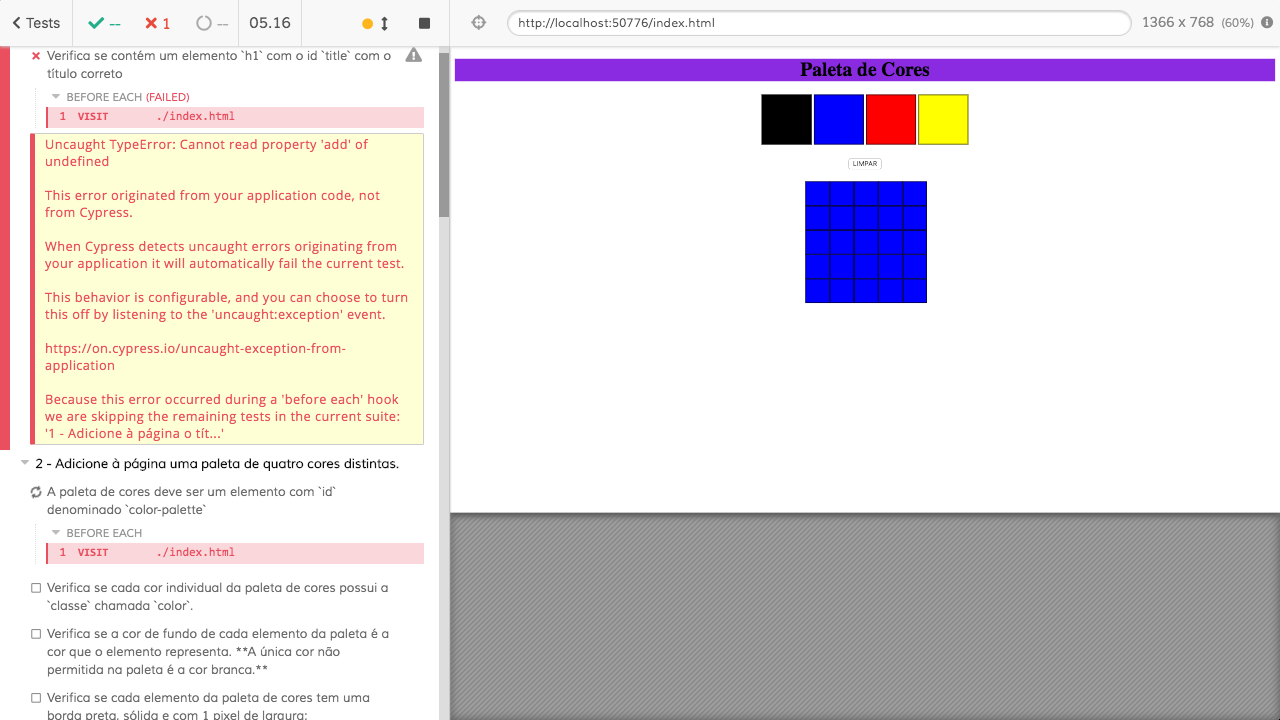 Tests
--
1
--
05.16
Verifica se contém um elemento `h1` com o id `title` com o
título correto
BEFORE EACH (FAILED)
1 VISIT ./index.html
Uncaught TypeError: Cannot read property 'add' of
undefined
This error originated from your application code, not
from Cypress.
When Cypress detects uncaught errors originating from
your application it will automatically fail the current test.
This behavior is configurable, and you can choose to turn
this off by listening to the 'uncaught:exception' event.
https://on.cypress.io/uncaught-exception-from-
application
Because this error occurred during a 'before each' hook
we are skipping the remaining tests in the current suite:
'1 - Adicione à página o tít...'
2 - Adicione à página uma paleta de quatro cores distintas.
A paleta de cores deve ser um elemento com `id`
denominado `color-palette`
BEFORE EACH
1 VISIT ./index.html
Verifica se cada cor individual da paleta de cores possui a
`classe` chamada `color`.
Verifica se a cor de fundo de cada elemento da paleta é a
cor que o elemento representa. **A única cor não
permitida na paleta é a cor branca.**
Verifica se cada elemento da paleta de cores tem uma
borda preta, sólida e com 1 pixel de largura;
http://localhost:50776/index.html
1366 x 768 (60%)
Paleta de Cores
LIMPAR